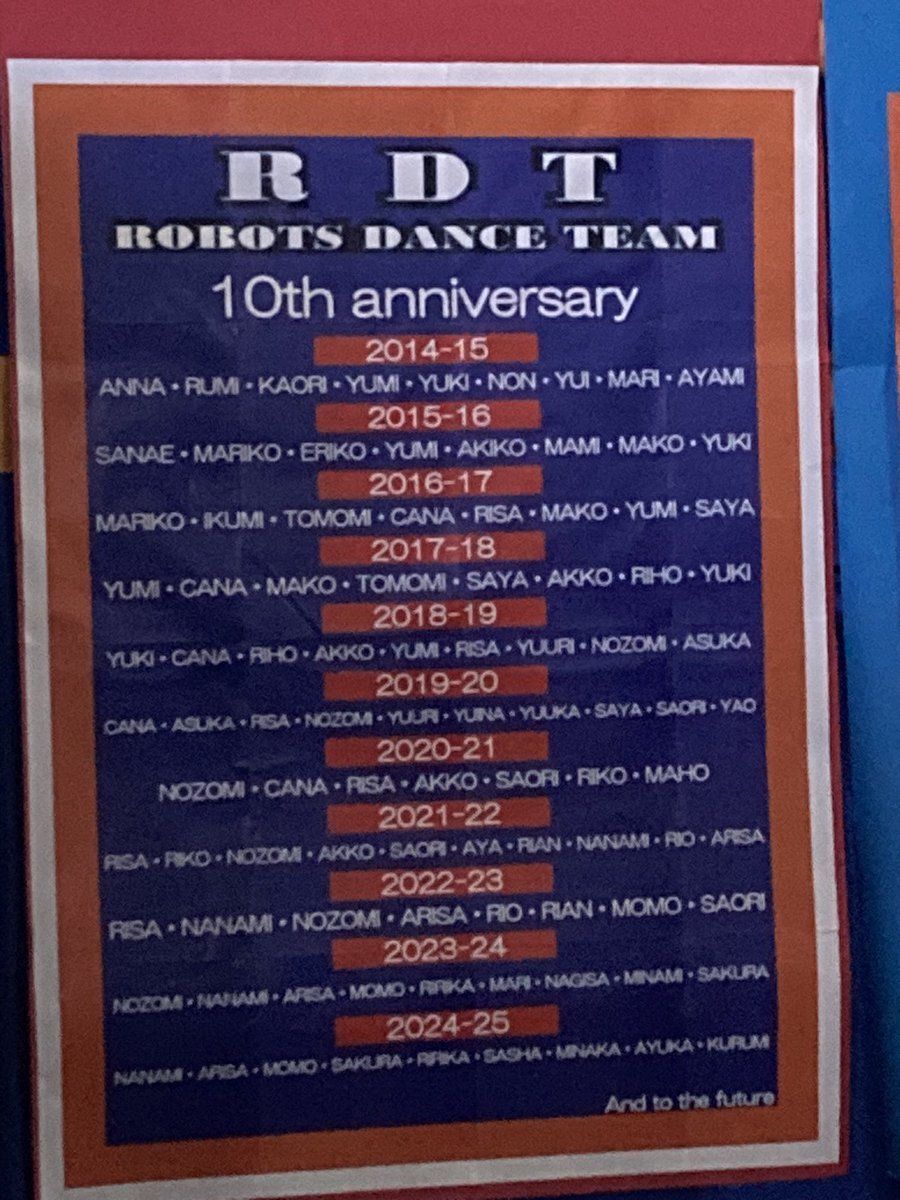 R D T
ROBOTS DANCE TEAM
10th anniversary
2014-15
ANNA・RUMI・KAORI・YUMI・YUKI・NON・YUI・MARI・AYAMI
2015-16
SANAE・MARIKO・ERIKO・YUMI・AKIKO・MAMI・MAKO・YUKI
2016-17
MARIKO・IKUMI・TOMOMI・CANA・RISA・MAKO・YUMI・SAYA
2017-18
YUMI・CANA・MAKO・TOMOMI・SAYA・AKKO・RIHO・YUKI
2018-19
YUKI・CANA・RIHO・AKKO・YUMI・RISA・YUURI・NOZOMI・ASUKA
2019-20
CANA・ASUKA・RISA・NOZOMI・YUURI・YUINA・YUUKA・SAYA・SAORI・YAO
2020-21
NOZOMI・CANA・RISA・AKKO・SAORI・RIKO・MAHO
2021-22
RISA・RIKO・NOZOMI・AKKO・SAORI・AYA・RIAN・NANAMI・RIO・ARISA
2022-23
RISA・NANAMI・NOZOMI・ARISA・RIO・RIAN・MOMO・SAORI
2023-24
NOZOMI・NANAMI・ARISA・MOMO・RIRIKA・MARI・NAGISA・MINAMI・SAKURA
2024-25
NANAMI・ARISA・MOMO・SAKURA・RIRIKA・SASHA・MINAKA・AYUKA・KURUMI
And to the future